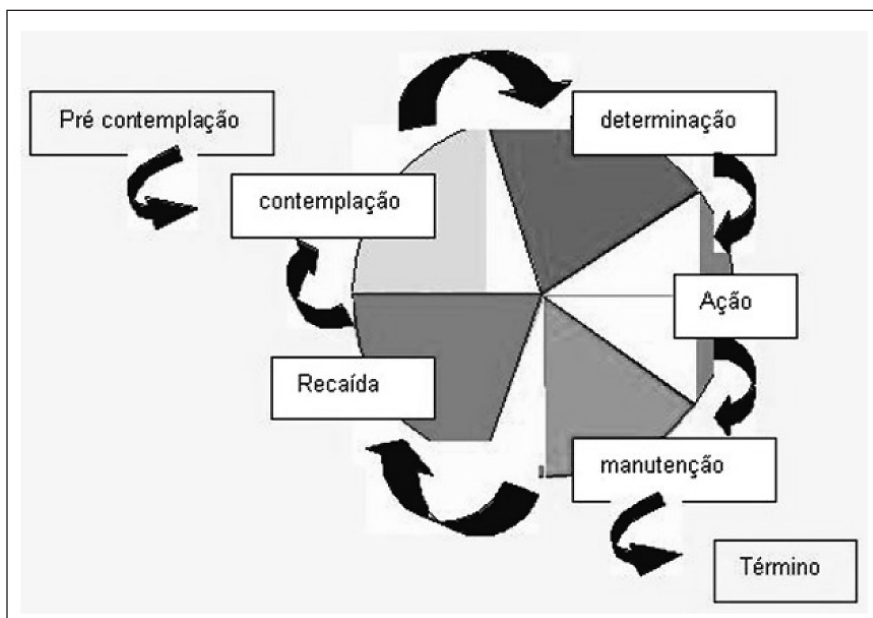 Pré contemplação
determinação
contemplação
Ação
Recaída
manutenção
Término